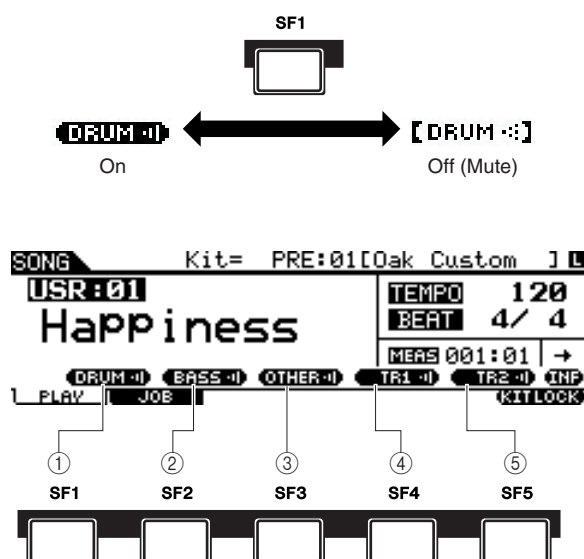 SF1
DRUM [DRUM]
On Off (Mute)
SONG Kit= PRE:01[Oak Custom ] L
USR:01 TEMPO 120
Happiness BEAT 4/ 4
MEAS 001:01 →
DRUM BASS OTHER TR1 TR2 INF
PLAY JOB KITLOCK
① ② ③ ④ ⑤
SF1 SF2 SF3 SF4 SF5